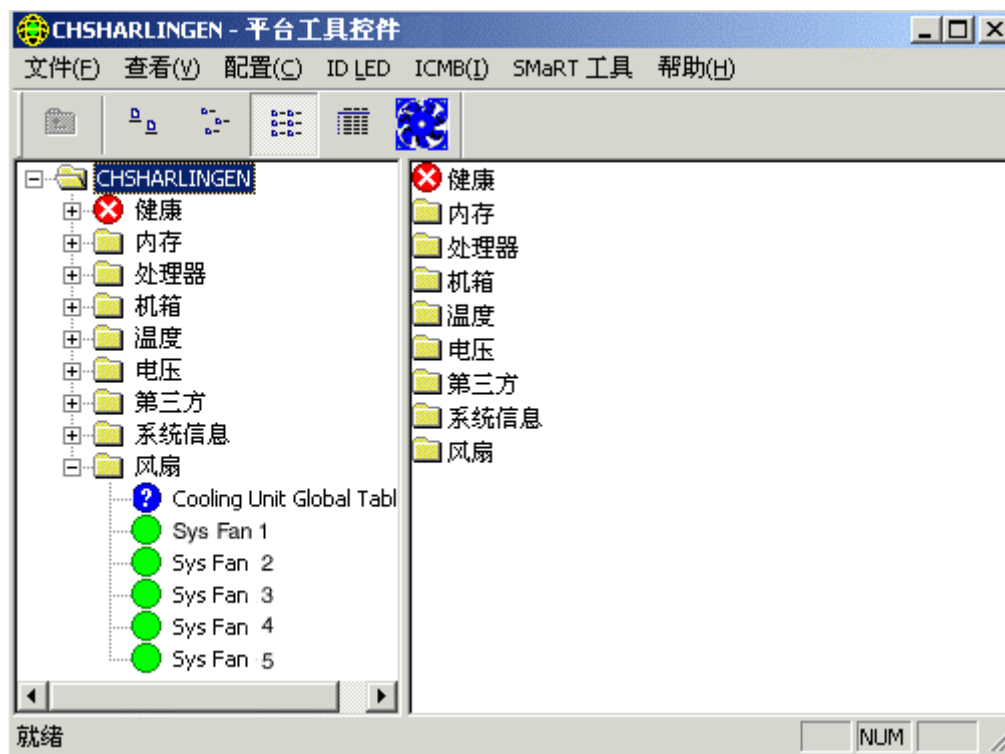 CHSHARLINGEN - 平台工具控件
文件(F) 查看(V) 配置(C) ID LED ICMB(I) SMaRT 工具 帮助(H)
CHSHARLINGEN
健康
内存
处理器
机箱
温度
电压
第三方
系统信息
风扇
Cooling Unit Global Tabl
Sys Fan 1
Sys Fan 2
Sys Fan 3
Sys Fan 4
Sys Fan 5
健康
内存
处理器
机箱
温度
电压
第三方
系统信息
风扇
就绪 NUM